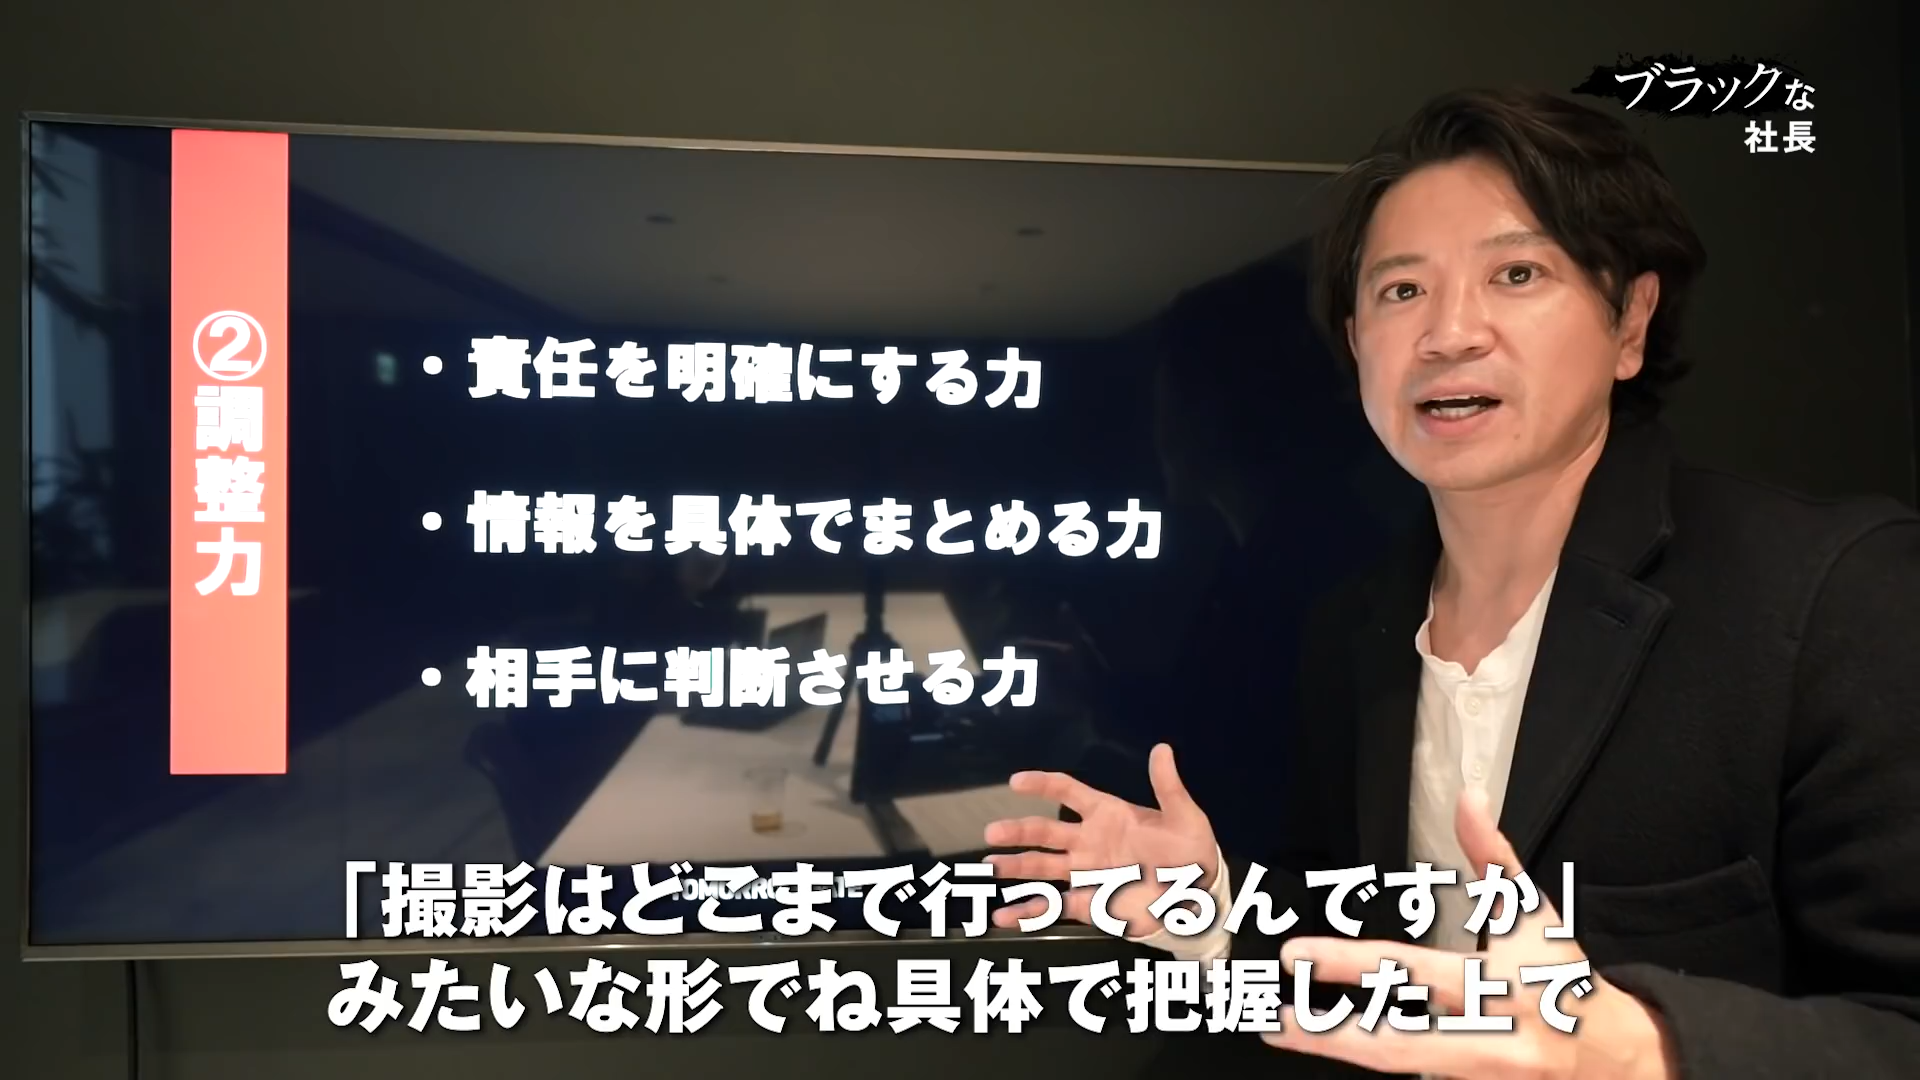 ブラックな
社長
②調整力
・責任を明確にする力
・情報を具体でまとめる力
・相手に判断させる力
「撮影はどこまで行ってるんですか」
みたいな形でね具体で把握した上で